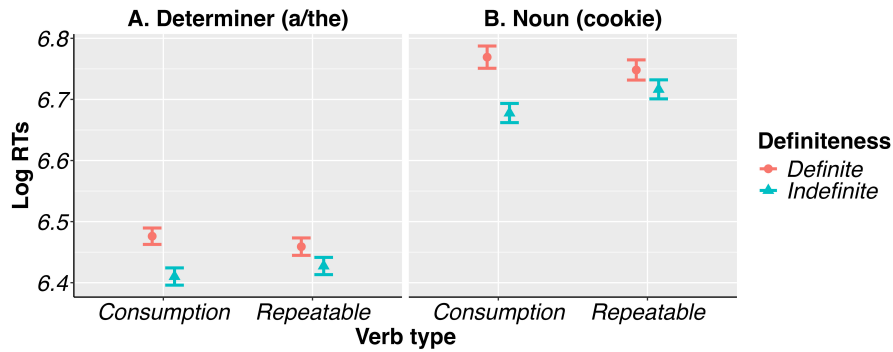 A. Determiner (a/the)
B. Noun (cookie)
Log RTs
6.8
6.7
6.6
6.5
6.4
Consumption
Repeatable
Consumption
Repeatable
Verb type
Definiteness
Definite
Indefinite